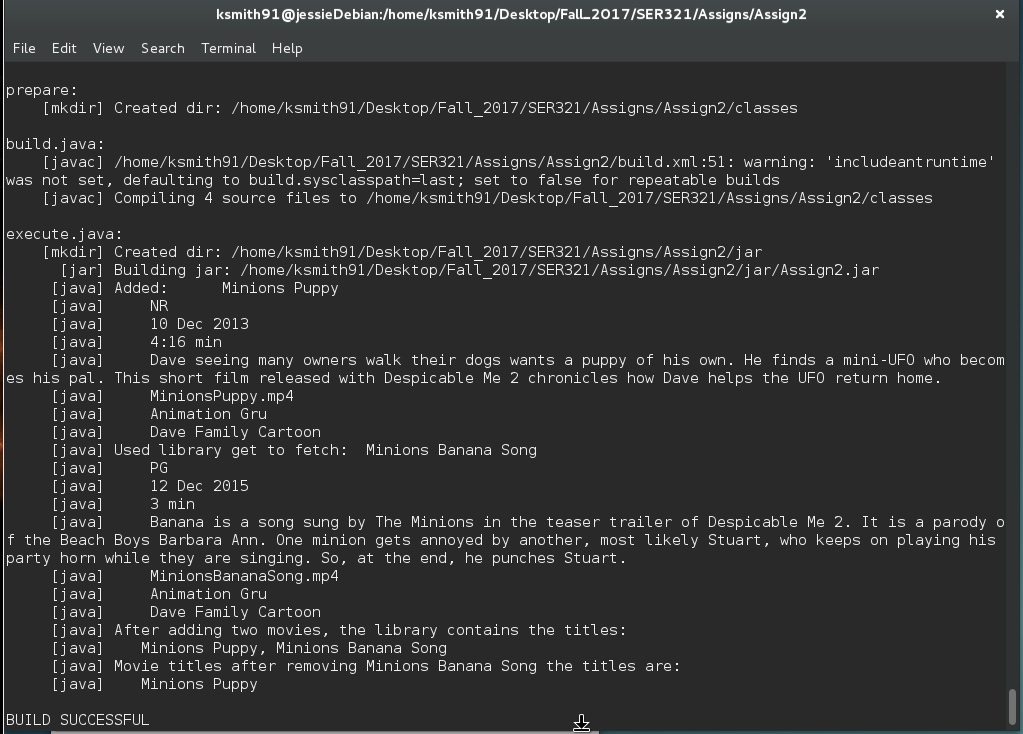 ksmith91@jessieDebian:/home/ksmith91/Desktop/Fall_2017/SER321/Assigns/Assign2
File Edit View Search Terminal Help
prepare:
[mkdir] Created dir: /home/ksmith91/Desktop/Fall_2017/SER321/Assigns/Assign2/classes
build.java:
[javac] /home/ksmith91/Desktop/Fall_2017/SER321/Assigns/Assign2/build.xml:51: warning: 'includeantruntime'
was not set, defaulting to build.sysclasspath=last; set to false for repeatable builds
[javac] Compiling 4 source files to /home/ksmith91/Desktop/Fall_2017/SER321/Assigns/Assign2/classes
execute.java:
[mkdir] Created dir: /home/ksmith91/Desktop/Fall_2017/SER321/Assigns/Assign2/jar
[jar] Building jar: /home/ksmith91/Desktop/Fall_2017/SER321/Assigns/Assign2/jar/Assign2.jar
[java] Added: Minions Puppy
[java] NR
[java] 10 Dec 2013
[java] 4:16 min
[java] Dave seeing many owners walk their dogs wants a puppy of his own. He finds a mini-UFO who becom
es his pal. This short film released with Despicable Me 2 chronicles how Dave helps the UFO return home.
[java] MinionsPuppy.mp4
[java] Animation Gru
[java] Dave Family Cartoon
[java] Used library get to fetch: Minions Banana Song
[java] PG
[java] 12 Dec 2015
[java] 3 min
[java] Banana is a song sung by The Minions in the teaser trailer of Despicable Me 2. It is a parody o
f the Beach Boys Barbara Ann. One minion gets annoyed by another, most likely Stuart, who keeps on playing his
party horn while they are singing. So, at the end, he punches Stuart.
[java] MinionsBananaSong.mp4
[java] Animation Gru
[java] Dave Family Cartoon
[java] After adding two movies, the library contains the titles:
[java] Minions Puppy, Minions Banana Song
[java] Movie titles after removing Minions Banana Song the titles are:
[java] Minions Puppy
BUILD SUCCESSFUL